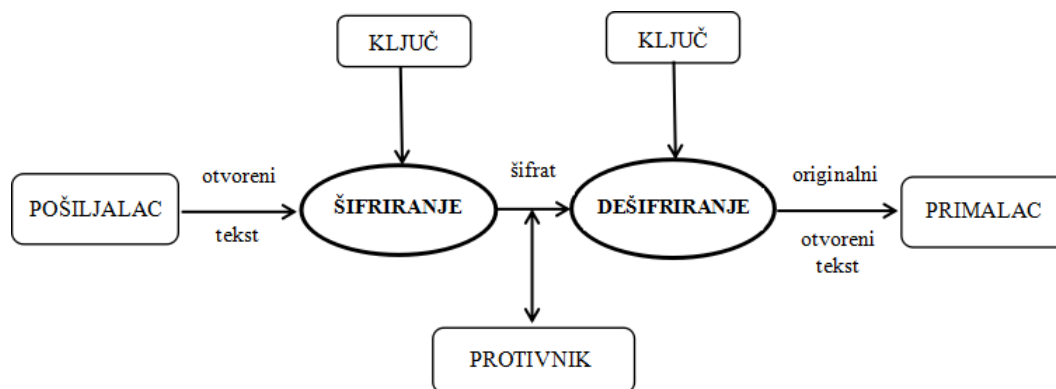 KLJUČ
KLJUČ
POŠILJALAC
otvoreni
tekst
ŠIFRIRANJE
šifrat
DEŠIFRIRANJE
originalni
otvoreni
tekst
PRIMALAC
PROTIVNIK